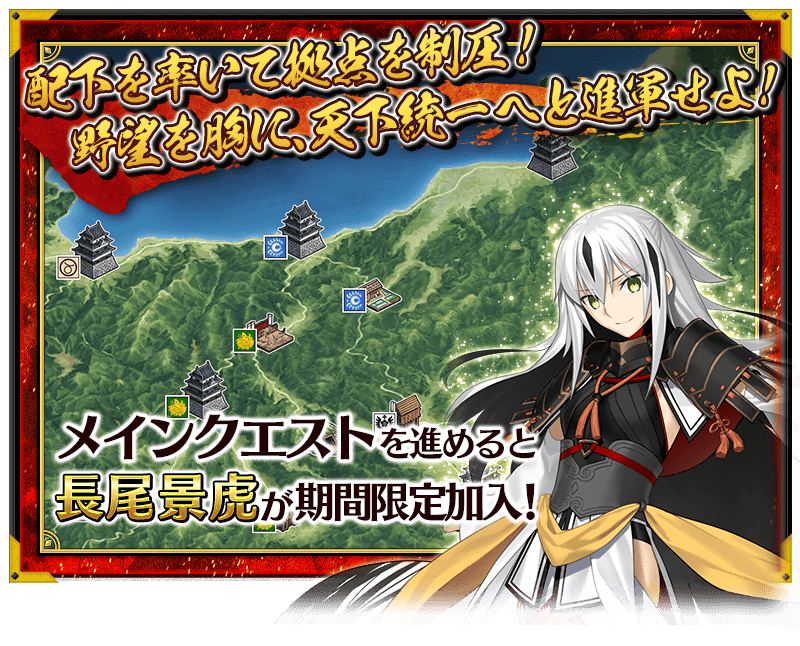 配下を率いて拠点を制圧!
野望を胸に、天下統一へと進軍せよ!
メインクエストを進めると
長尾景虎が期間限定加入!